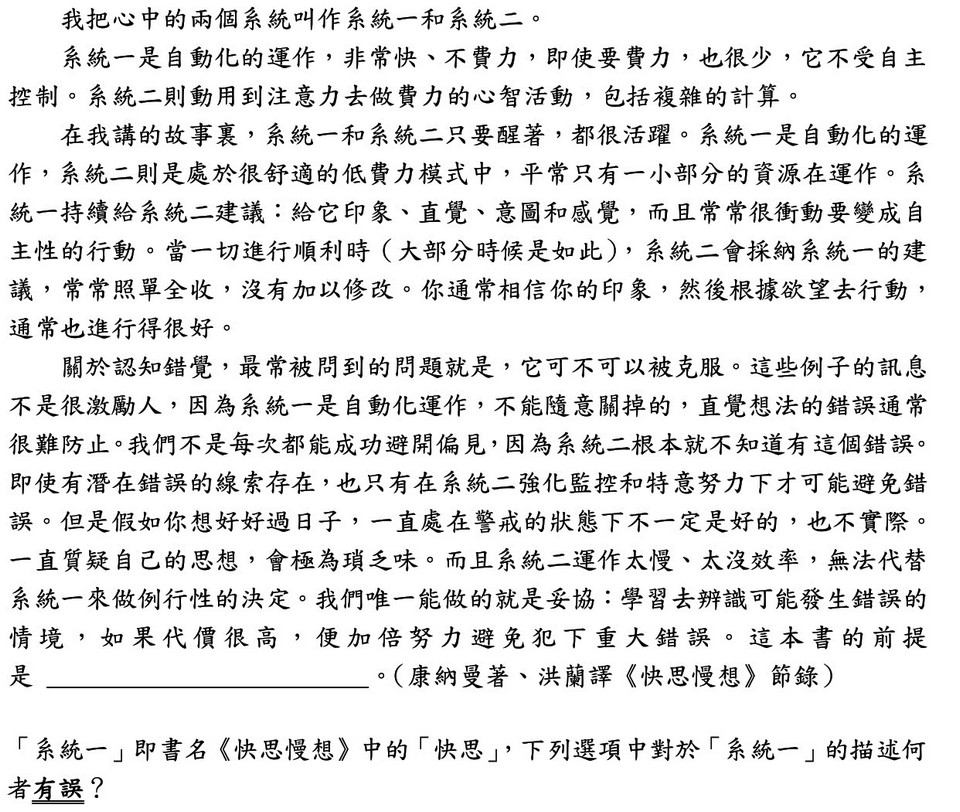 我把心中的兩個系統叫作系統一和系統二。
系統一是自動化的運作，非常快、不費力，即使要費力，也很少，它不受自主
控制。系統二則動用到注意力去做費力的心智活動，包括複雜的計算。
在我講的故事裏，系統一和系統二只要醒著，都很活躍。系統一是自動化的運
作，系統二則是處於很舒適的低費力模式中，平常只有一小部分的資源在運作。系
統一持續給系統二建議：給它印象、直覺、意圖和感覺，而且常常很衝動要變成自
主性的行動。當一切進行順利時（大部分時候是如此），系統二會採納系統一的建
議，常常照單全收，沒有加以修改。你通常相信你的印象，然後根據欲望去行動，
通常也進行得很好。
關於認知錯覺，最常被問到的問題就是，它可不可以被克服。這些例子的訊息
不是很激勵人，因為系統一是自動化運作，不能隨意關掉的，直覺想法的錯誤通常
很難防止。我們不是每次都能成功避開偏見，因為系統二根本就不知道有這個錯誤。
即使有潛在錯誤的線索存在，也只有在系統二強化監控和特意努力下才可能避免錯
誤。但是假如你想好好過日子，一直處在警戒的狀態下不一定是好的，也不實際。
一直質疑自己的思想，會極為瑣乏味。而且系統二運作太慢、太沒效率，無法代替
系統一來做例行性的決定。我們唯一能做的就是妥協：學習去辨識可能發生錯誤的
情境，如果代價很高，便加倍努力避免犯下重大錯誤。這本書的前提
是 ＿＿＿＿＿＿＿＿＿＿＿＿。（康納曼著、洪蘭譯《快思慢想》節錄）
「系統一」即書名《快思慢想》中的「快思」，下列選項中對於「系統一」的描述何
者有誤？